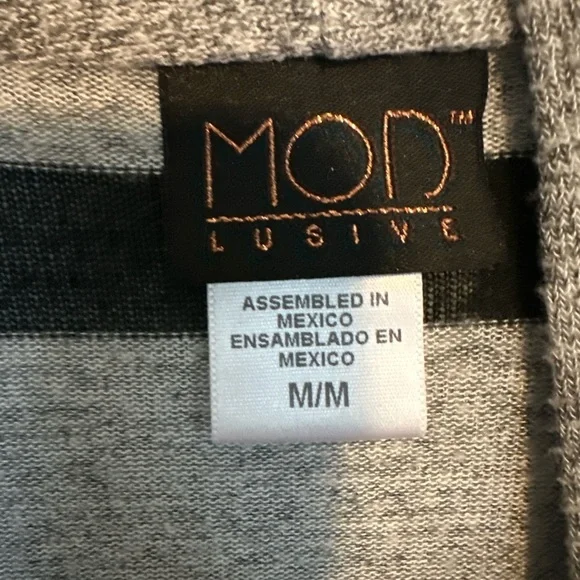 MOD™
LUSIVE
ASSEMBLED IN
MEXICO
ENSAMBLADO EN
MEXICO
M/M